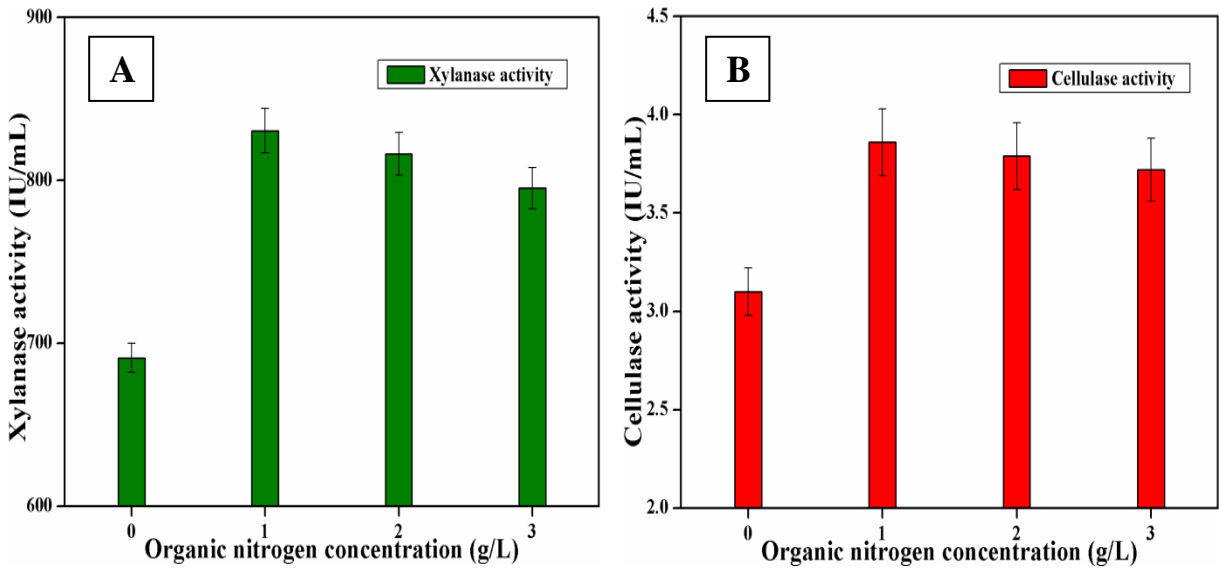 A
Xylanase activity
Xylanase activity (IU/mL)
900
800
700
600
0 1 2 3
Organic nitrogen concentration (g/L)
B
Cellulase activity
Cellulase activity (IU/mL)
4.5
4.0
3.5
3.0
2.5
2.0
0 1 2 3
Organic nitrogen concentration (g/L)